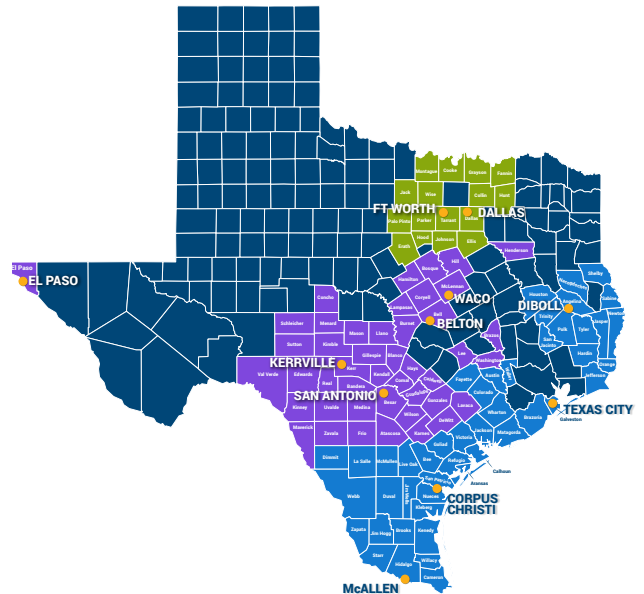 Montague
Cooke
Grayson
Fannin
Jack
Wise
Collin
Hunt
FT WORTH
DALLAS
Palo Pinto
Parker
Tarrant
Dallas
Erath
Hood
Johnson
Ellis
Henderson
Bosque
Hill
El Paso
EL PASO
Hamilton
McLennan
WACO
Coryell
Lampasas
Bell
BELTON
Burnet
Concho
Schleicher
Menard
Mason
Llano
Sutton
Kimble
Gillespie
Blanco
KERRVILLE
Kerr
Kendall
Hays
Val Verde
Edwards
Real
Bandera
Comal
Caldwell
Guadalupe
SAN ANTONIO
Bexar
Gonzales
Lavaca
Kinney
Uvalde
Medina
Wilson
DeWitt
Maverick
Zavala
Frio
Atascosa
Karnes
Brazos
Lee
Washington
Fayette
Colorado
Austin
Shelby
Nacogdoches
Houston
Angelina
DIBOLL
Sabine
Newton
Trinity
Polk
Tyler
Jasper
San
Jacinto
Hardin
Orange
Jefferson
TEXAS CITY
Galveston
Wharton
Brazoria
Jackson
Matagorda
Victoria
Goliad
Calhoun
Refugio
Aransas
Bee
Dimmit
La Salle
McMullen
Live Oak
San Patricio
Webb
Duval
Jim Wells
Nueces
CORPUS
CHRISTI
Kleberg
Zapata
Jim Hogg
Brooks
Kenedy
Starr
Hidalgo
Willacy
Cameron
McALLEN